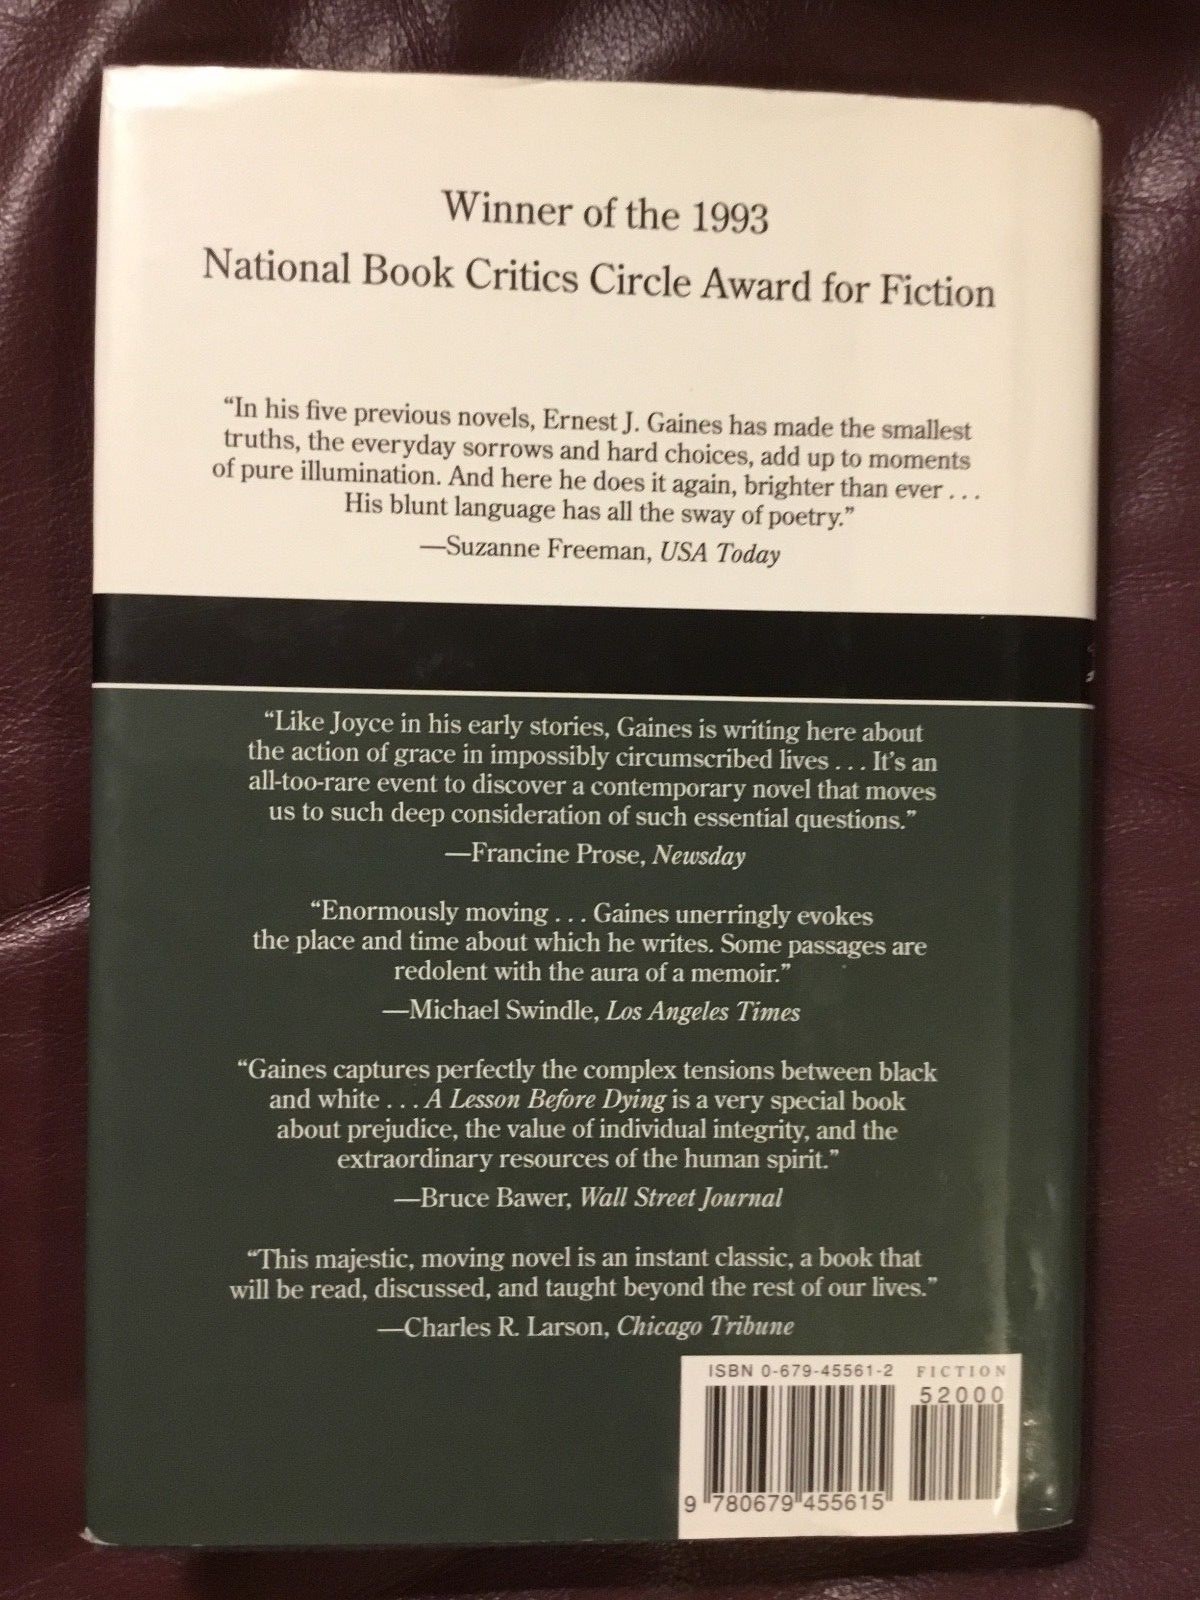 Winner of the 1993
National Book Critics Circle Award for Fiction
“In his five previous novels, Ernest J. Gaines has made the smallest
truths, the everyday sorrows and hard choices, add up to moments
of pure illumination. And here he does it again, brighter than ever . . .
His blunt language has all the sway of poetry.”
—Suzanne Freeman, USA Today
“Like Joyce in his early stories, Gaines is writing here about
the action of grace in impossibly circumscribed lives . . . It’s an
all-too-rare event to discover a contemporary novel that moves
us to such deep consideration of such essential questions.”
—Francine Prose, Newsday
“Enormously moving . . . Gaines unerringly evokes
the place and time about which he writes. Some passages are
redolent with the aura of a memoir.”
—Michael Swindle, Los Angeles Times
“Gaines captures perfectly the complex tensions between black
and white . . . A Lesson Before Dying is a very special book
about prejudice, the value of individual integrity, and the
extraordinary resources of the human spirit.”
—Bruce Bawer, Wall Street Journal
“This majestic, moving novel is an instant classic, a book that
will be read, discussed, and taught beyond the rest of our lives.”
—Charles R. Larson, Chicago Tribune
ISBN 0-679-45561-2 FICTION
52000
9 780679 455615